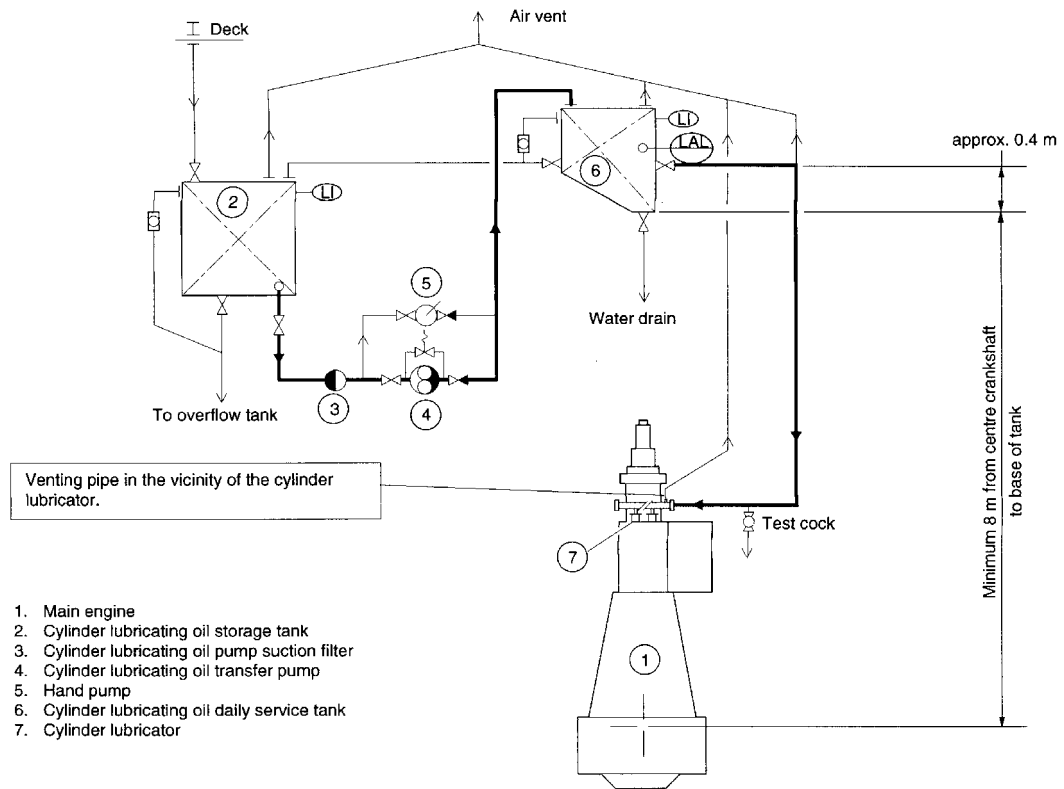 Air vent
Deck
LI
LAL
approx. 0.4 m
6
2
LI
5
Water drain
3
4
To overflow tank
Minimum 8 m from centre crankshaft
to base of tank
Venting pipe in the vicinity of the cylinder
lubricator.
Test cock
7
1
1. Main engine
2. Cylinder lubricating oil storage tank
3. Cylinder lubricating oil pump suction filter
4. Cylinder lubricating oil transfer pump
5. Hand pump
6. Cylinder lubricating oil daily service tank
7. Cylinder lubricator